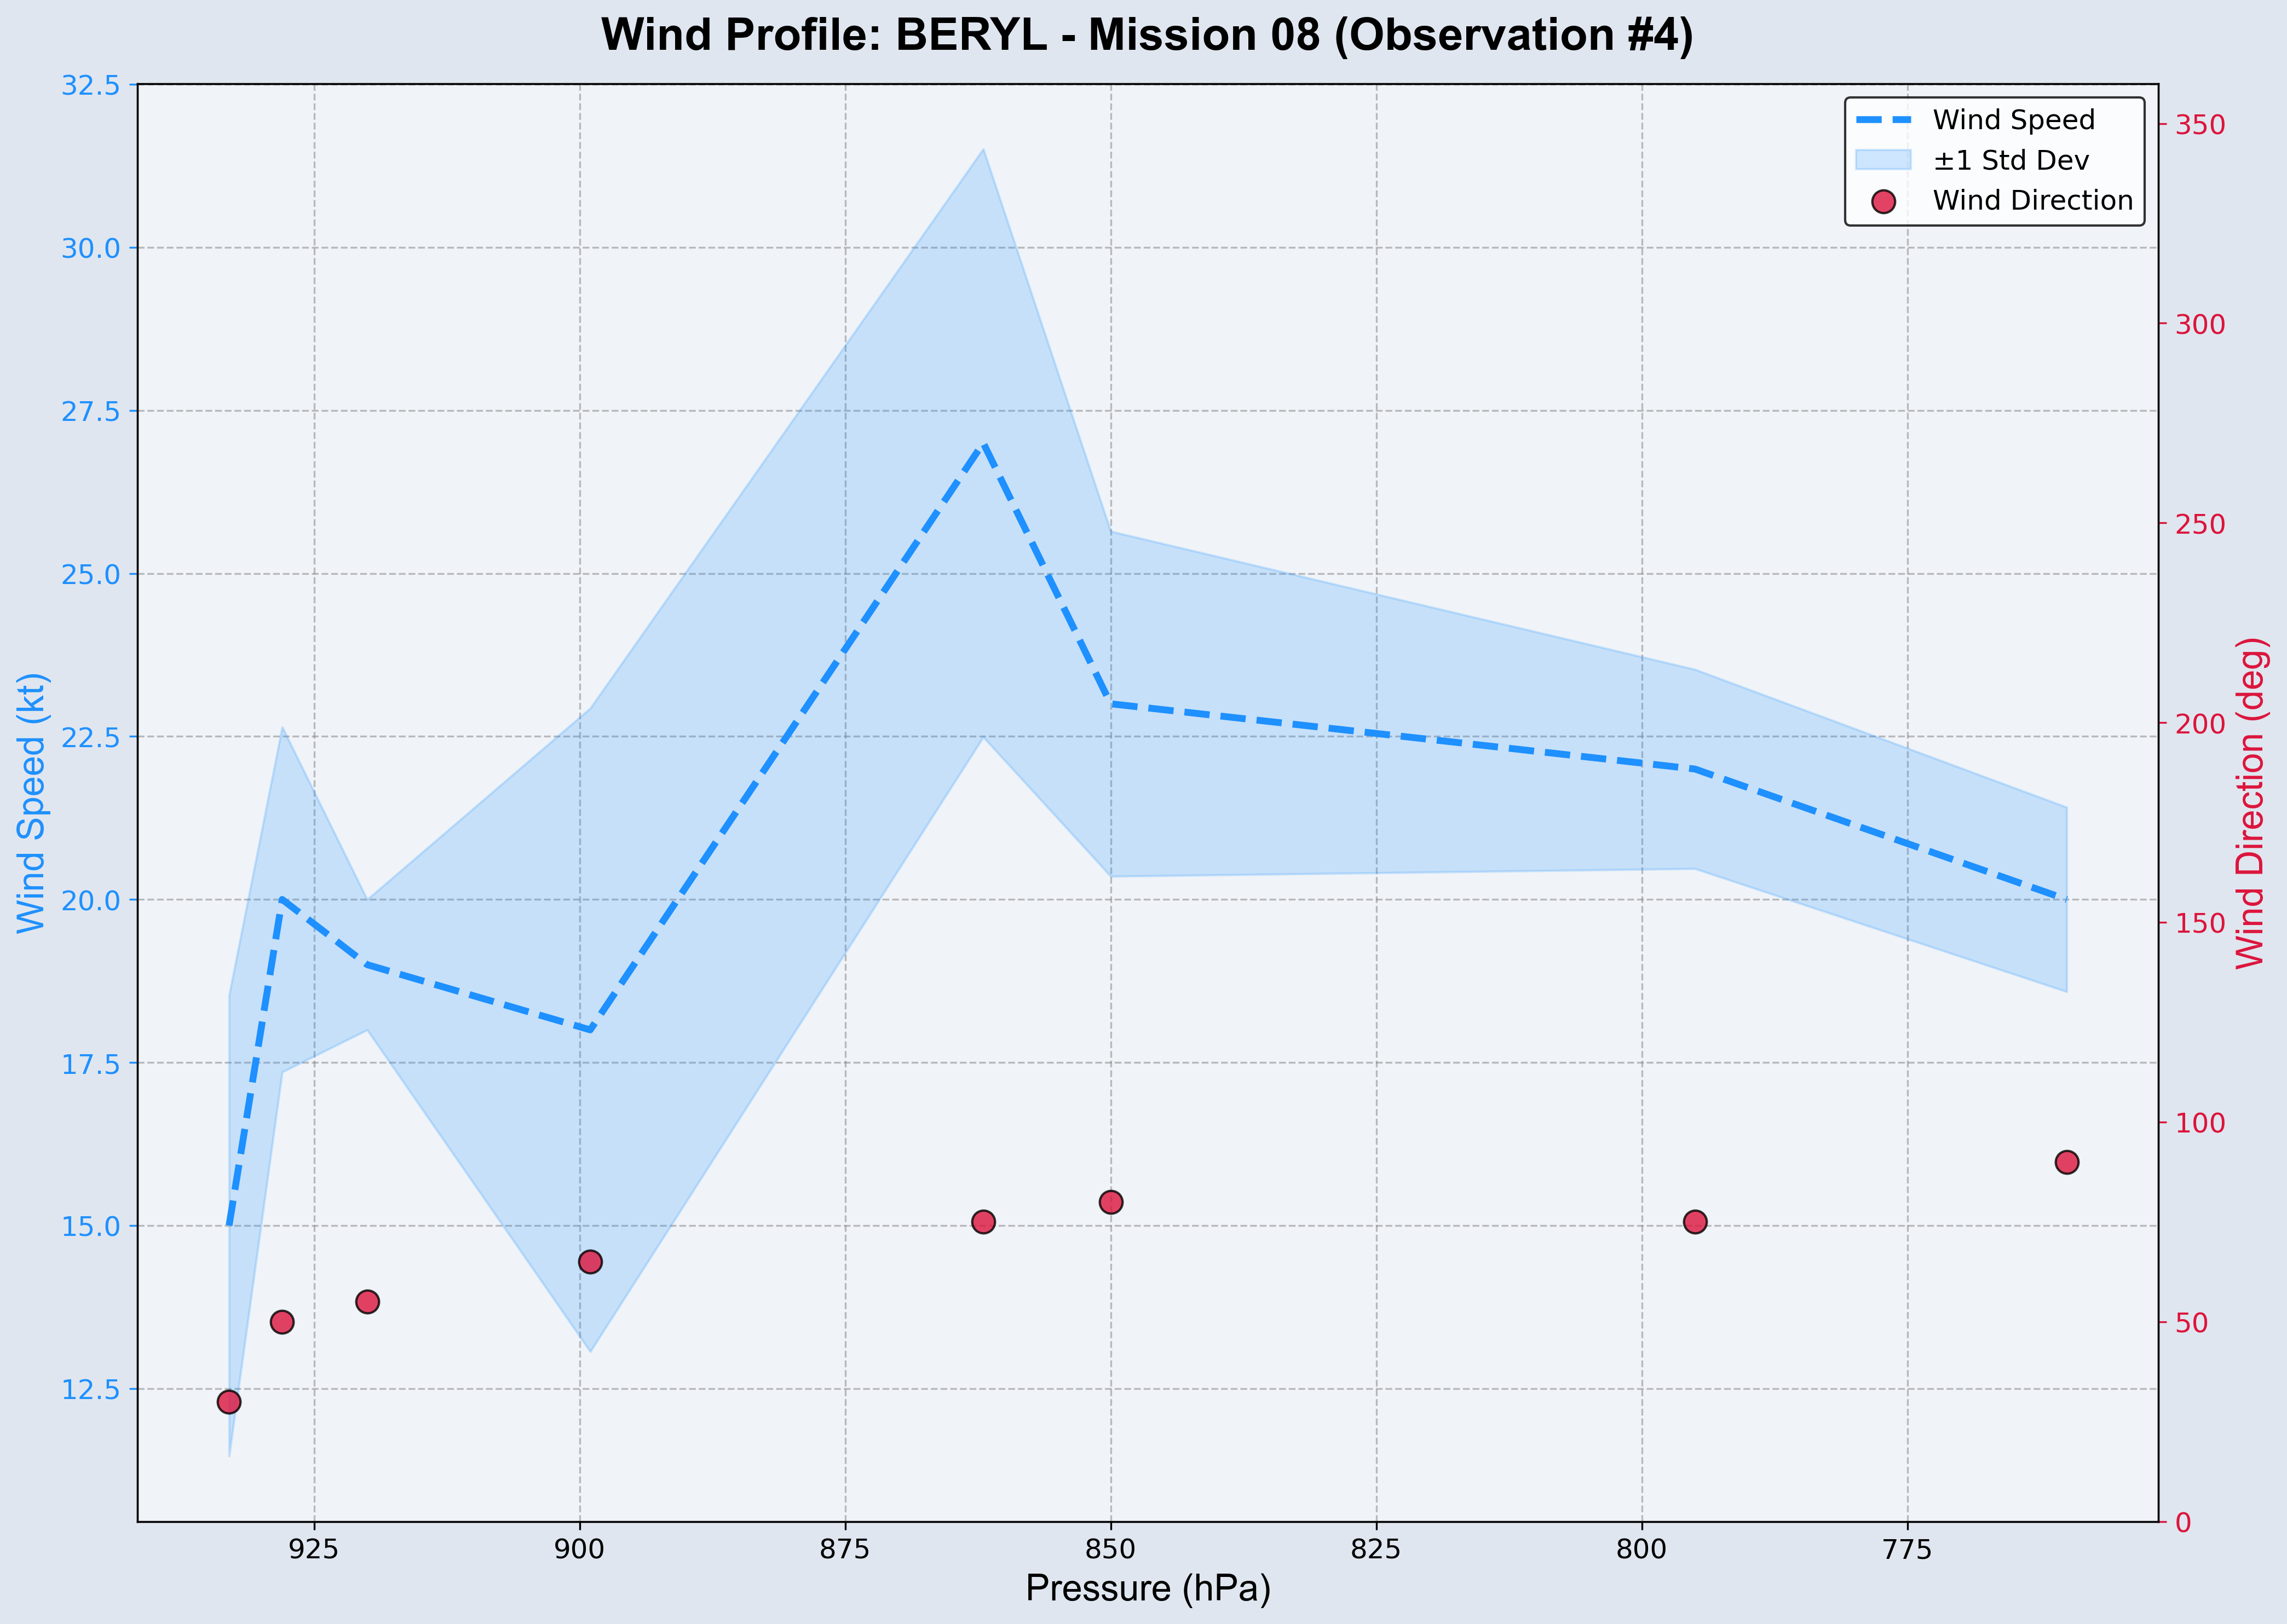 Wind Profile: BERYL - Mission 08 (Observation #4)
Wind Speed
±1 Std Dev
Wind Direction
Wind Speed (kt)
32.5
30.0
27.5
25.0
22.5
20.0
17.5
15.0
12.5
Wind Direction (deg)
350
300
250
200
150
100
50
0
925 900 875 850 825 800 775
Pressure (hPa)